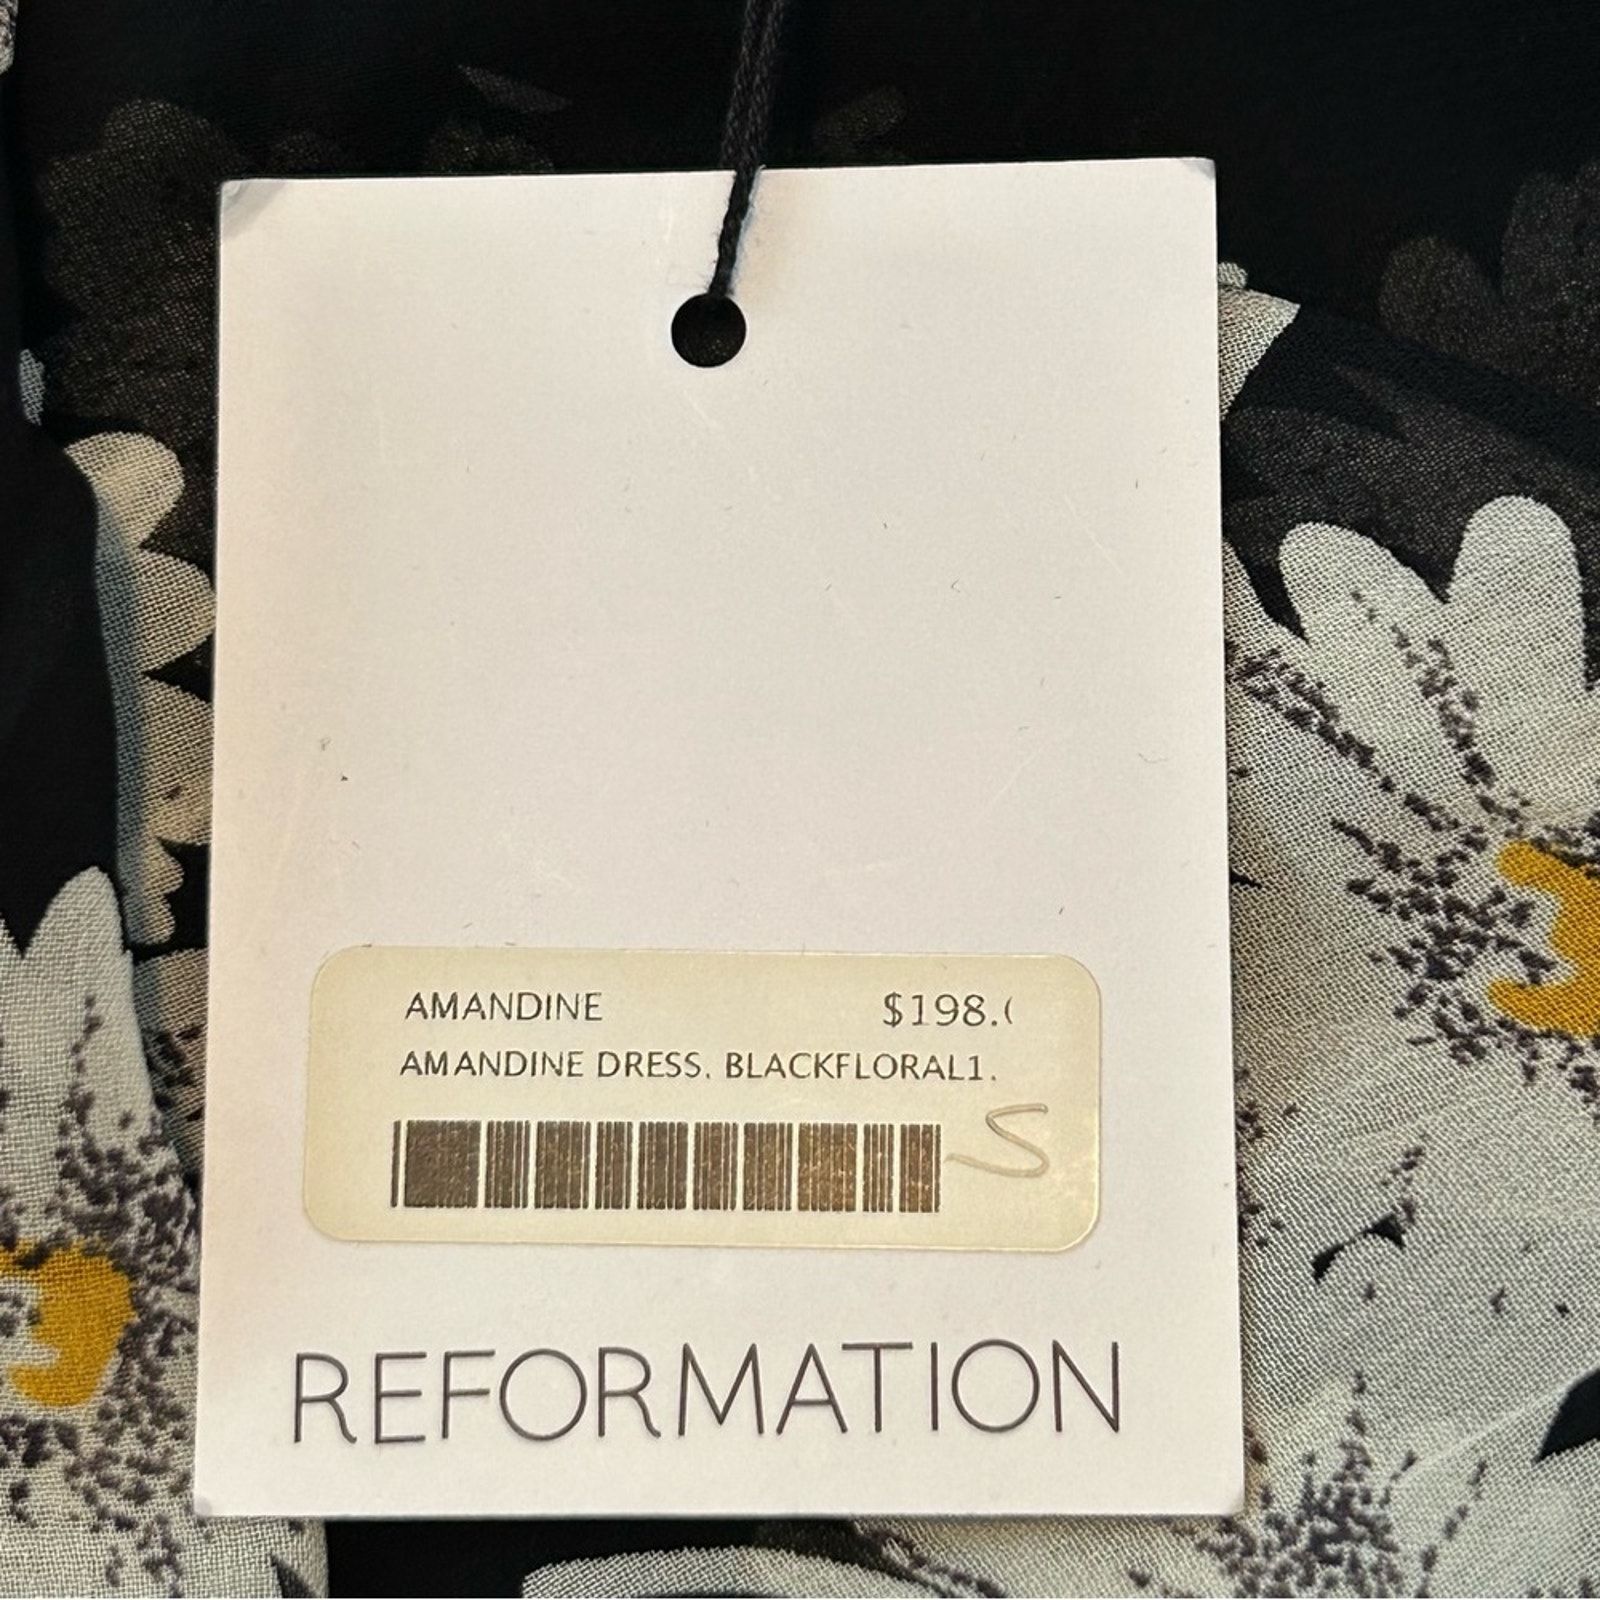 AMANDINE $198.(
AMANDINE DRESS. BLACKFLORAL1.
S
REFORMATION